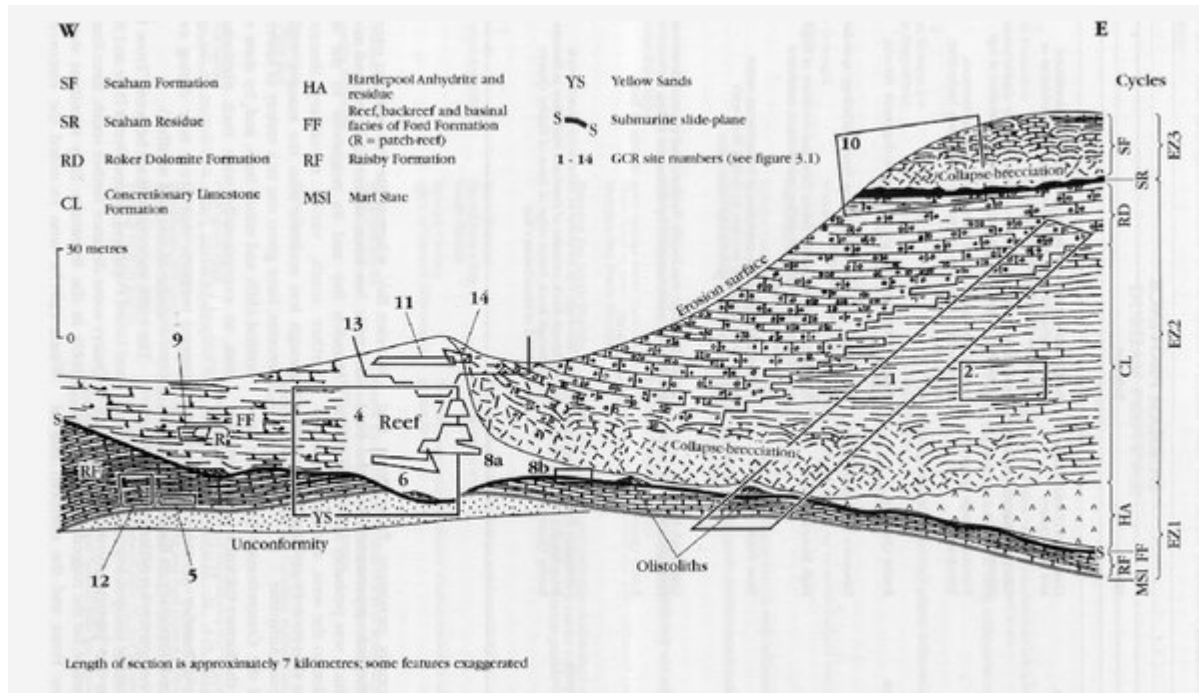 W
E
SF Seaham Formation
SR Seaham Residue
RD Roker Dolomite Formation
CL Concretionary Limestone
Formation
HA Hartlepool Anhydrite and
residue
FF Reef, backreef and basinal
facies of Ford Formation
(R = patch-reef)
RF Raisby Formation
MSl Marl Slate
YS Yellow Sands
S S Submarine slide-plane
1 - 14 GCR site numbers (see figure 3.1)
Cycles
30 metres
0
10
SF
EZ3
Collapse-brecciation
SR
RD
Erosion surface
11
14
13
9
EZ2
CL
1
2
S
FF
R
4
Reef
7
Collapse-brecciations
RF
8a
8b
6
YS
HA
EZ1
Unconformity
S
FF
RF
MSl
Olistoliths
12
5
Length of section is approximately 7 kilometres; some features exaggerated